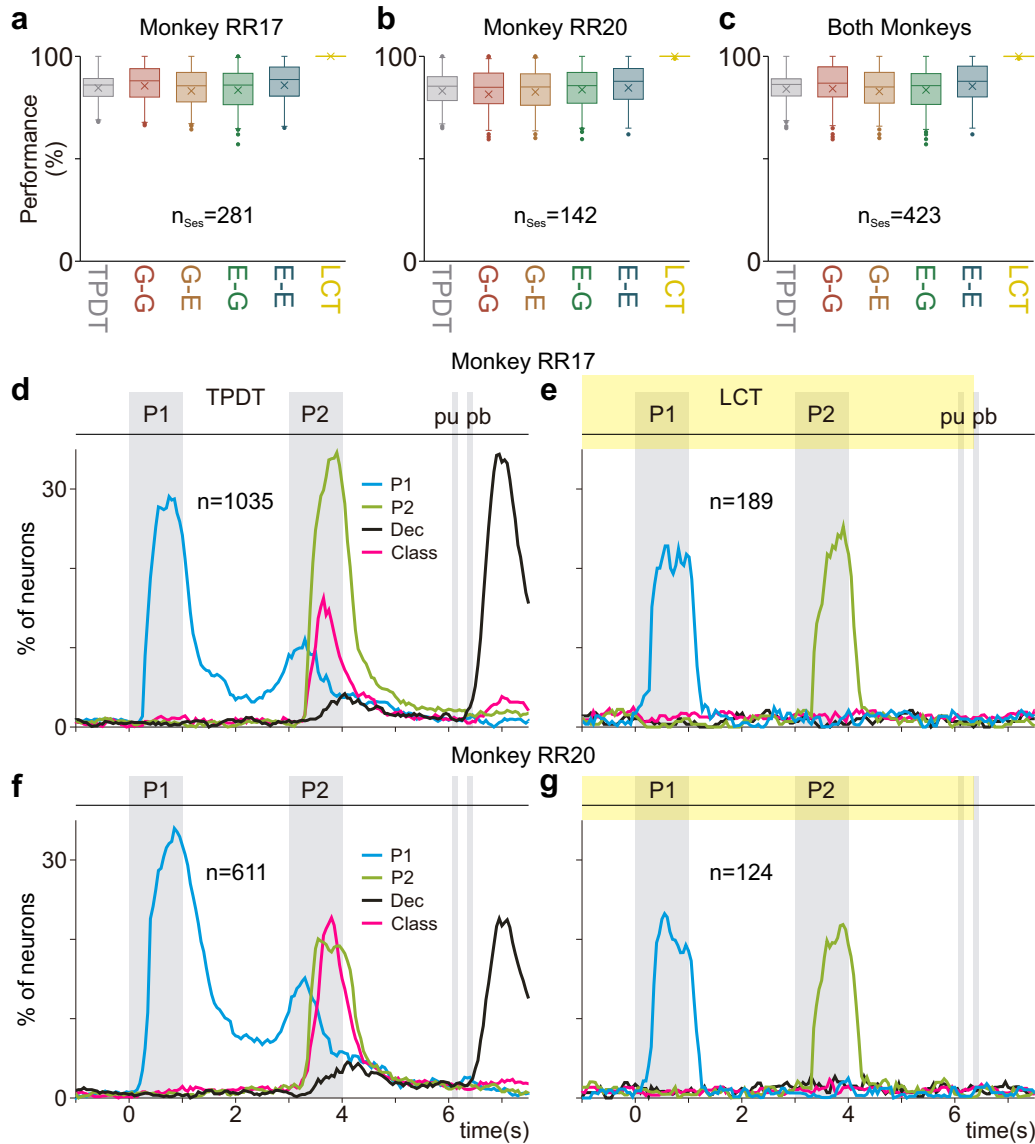 a Monkey RR17
b Monkey RR20
c Both Monkeys
Performance
(%)
100
0
n_Ses=281
TPDT
G-G
G-E
E-G
E-E
LCT
100
0
n_Ses=142
TPDT
G-G
G-E
E-G
E-E
LCT
100
0
n_Ses=423
TPDT
G-G
G-E
E-G
E-E
LCT
Monkey RR17
d TPDT
P1 P2 pu pb
% of neurons
30
0
n=1035
P1
P2
Dec
Class
e LCT
P1 P2 pu pb
n=189
Monkey RR20
f P1 P2
% of neurons
30
0
n=611
P1
P2
Dec
Class
0 2 4 6 time(s)
g P1 P2
n=124
0 2 4 6 time(s)